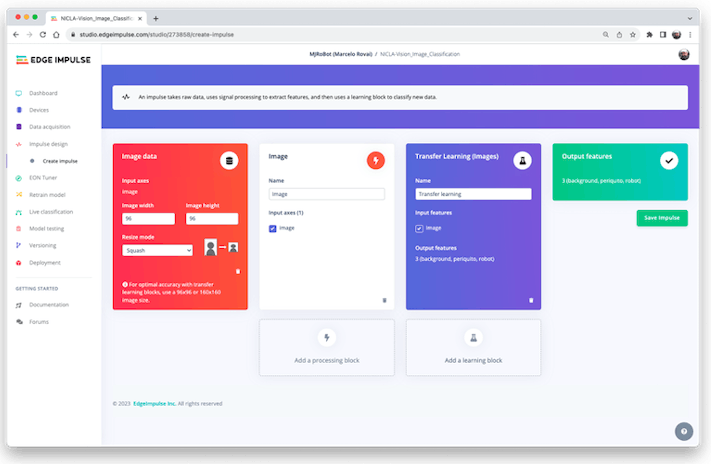 NICLA-Vision_Image_Classific
studio.edgeimpulse.com/studio/273858/create-impulse
EDGE IMPULSE
MJRoBot (Marcelo Rovai) / NICLA-Vision_Image_Classification
Dashboard
Devices
Data acquisition
Impulse design
Create impulse
EON Tuner
Retrain model
Live classification
Model testing
Versioning
Deployment
GETTING STARTED
Documentation
Forums
An impulse takes raw data, uses signal processing to extract features, and then uses a learning block to classify new data.
Image data
Input axes
image
Image width Image height
96 96
Resize mode
Squash
For optimal accuracy with transfer
learning blocks, use a 96x96 or 160x160
image size.
Image
Name
Image
Input axes (1)
image
Add a processing block
Transfer Learning (Images)
Name
Transfer learning
Input features
Image
Output features
3 (background, periquito, robot)
Add a learning block
Output features
3 (background, periquito, robot)
Save Impulse
© 2023 EdgeImpulse Inc. All rights reserved